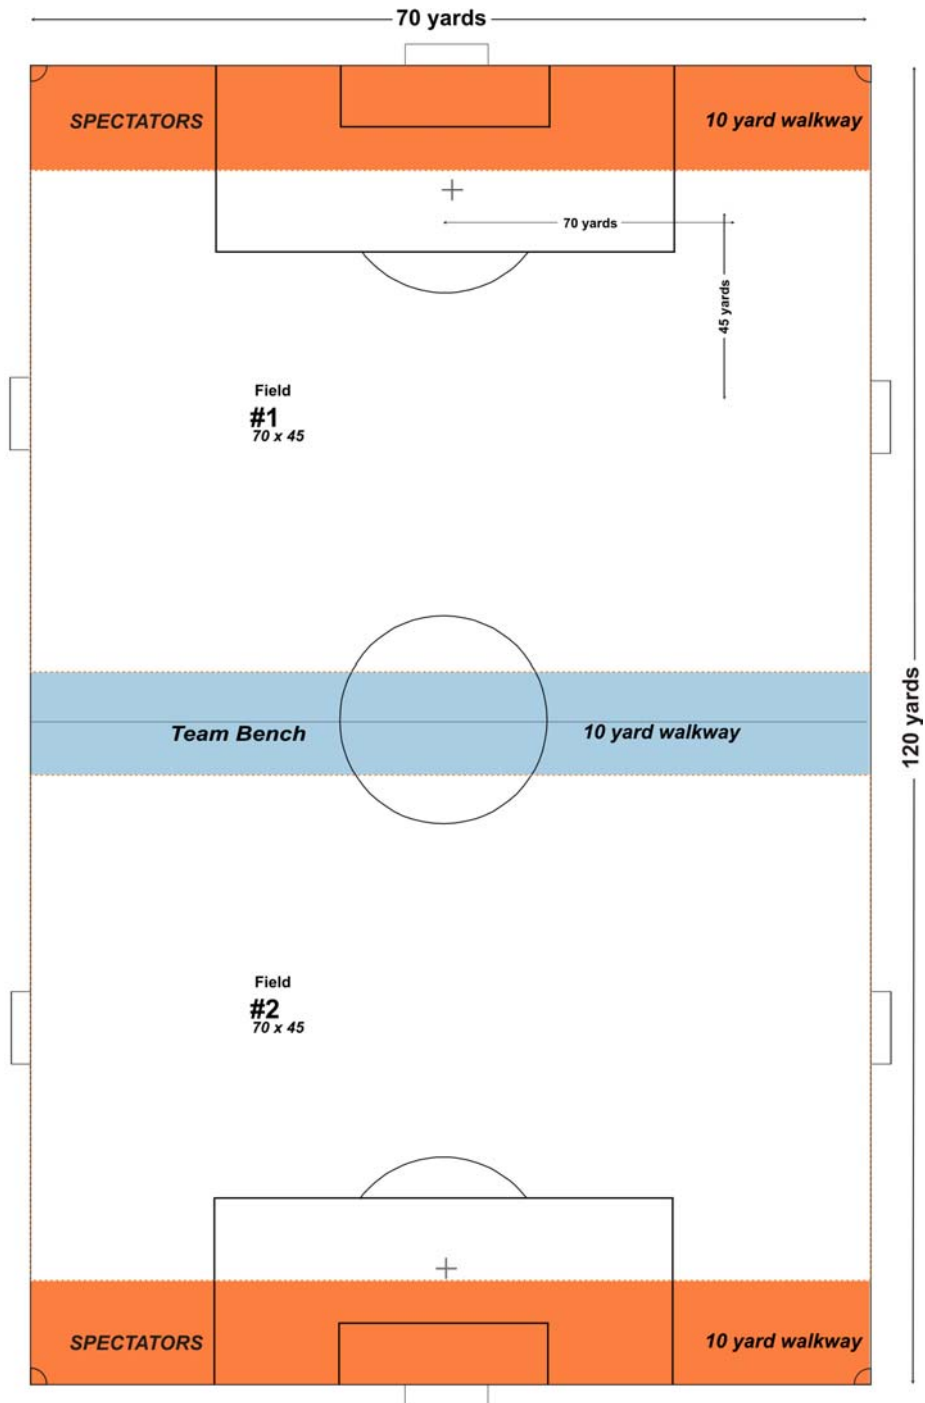 70 yards
SPECTATORS
10 yard walkway
70 yards
45 yards
Field
#1
70 x 45
Team Bench
10 yard walkway
120 yards
Field
#2
70 x 45
SPECTATORS
10 yard walkway